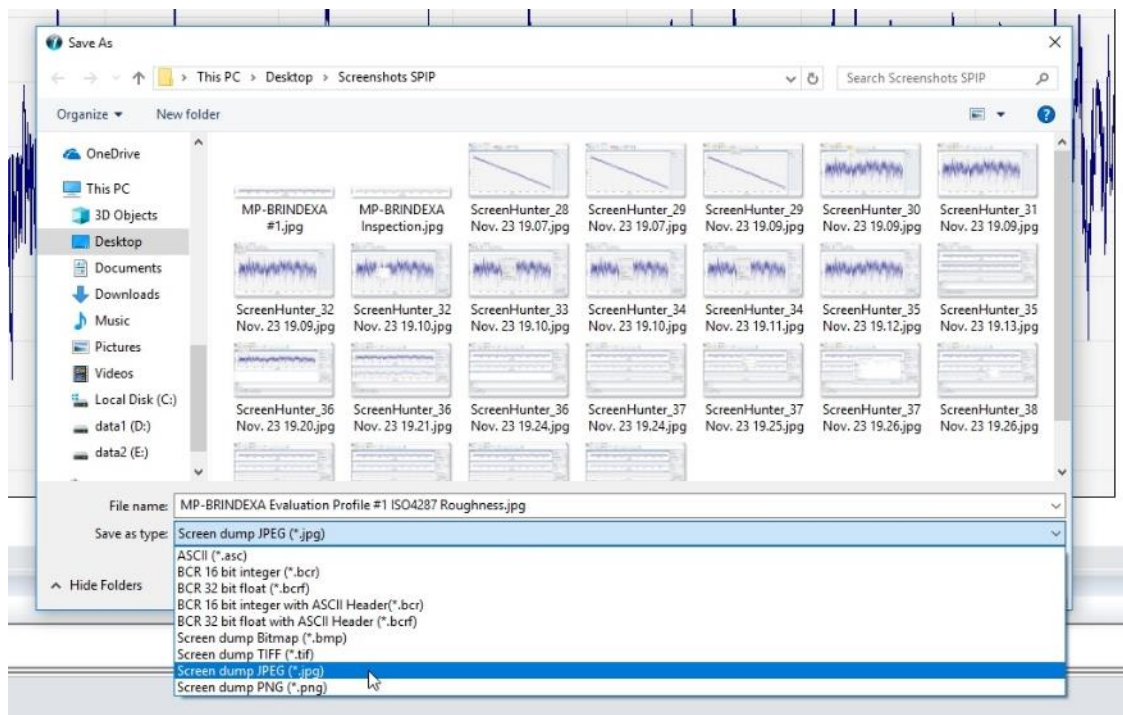 Save As
This PC > Desktop > Screenshots SPIP
Search Screenshots SPIP
Organize
New folder
OneDrive
This PC
3D Objects
Desktop
Documents
Downloads
Music
Pictures
Videos
Local Disk (C:)
data1 (D:)
data2 (E:)
MP-BRINDEXA
#1.jpg
MP-BRINDEXA
Inspection.jpg
ScreenHunter_28
Nov. 23 19.07.jpg
ScreenHunter_29
Nov. 23 19.07.jpg
ScreenHunter_29
Nov. 23 19.09.jpg
ScreenHunter_30
Nov. 23 19.09.jpg
ScreenHunter_31
Nov. 23 19.09.jpg
ScreenHunter_32
Nov. 23 19.09.jpg
ScreenHunter_32
Nov. 23 19.10.jpg
ScreenHunter_33
Nov. 23 19.10.jpg
ScreenHunter_34
Nov. 23 19.10.jpg
ScreenHunter_34
Nov. 23 19.11.jpg
ScreenHunter_35
Nov. 23 19.12.jpg
ScreenHunter_35
Nov. 23 19.13.jpg
ScreenHunter_36
Nov. 23 19.20.jpg
ScreenHunter_36
Nov. 23 19.21.jpg
ScreenHunter_36
Nov. 23 19.24.jpg
ScreenHunter_37
Nov. 23 19.24.jpg
ScreenHunter_37
Nov. 23 19.25.jpg
ScreenHunter_37
Nov. 23 19.26.jpg
ScreenHunter_38
Nov. 23 19.26.jpg
File name: MP-BRINDEXA Evaluation Profile #1 ISO4287 Roughness.jpg
Save as type: Screen dump JPEG (*.jpg)
ASCII (*.asc)
BCR 16 bit integer (*.bcr)
BCR 32 bit float (*.bcrf)
BCR 16 bit integer with ASCII Header(*.bcr)
BCR 32 bit float with ASCII Header (*.bcrf)
Screen dump Bitmap (*.bmp)
Screen dump TIFF (*.tif)
Screen dump JPEG (*.jpg)
Screen dump PNG (*.png)
Hide Folders